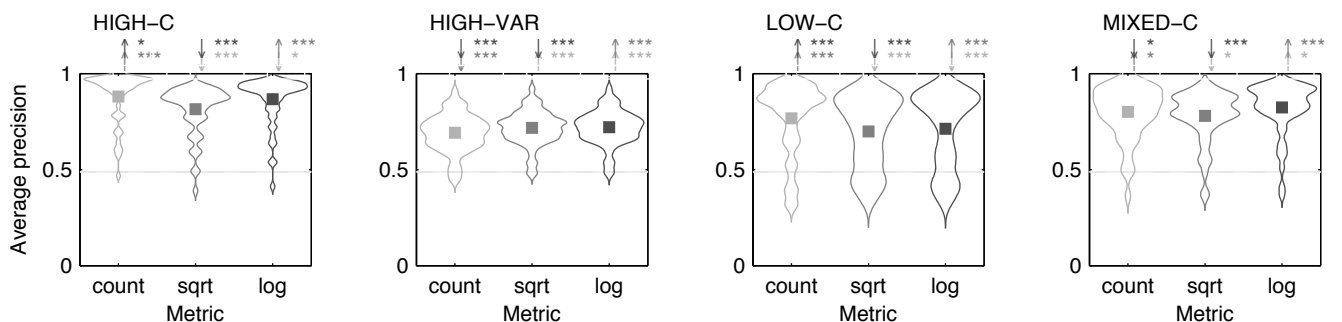 HIGH−C
HIGH−VAR
LOW−C
MIXED−C
* *** ***
*** *** *
*** *** ***
*** *** ***
*** *** ***
*** *** ***
* *** ***
* * *
Average precision
1
0.5
0
count sqrt log
Metric
1
0.5
0
count sqrt log
Metric
1
0.5
0
count sqrt log
Metric
1
0.5
0
count sqrt log
Metric